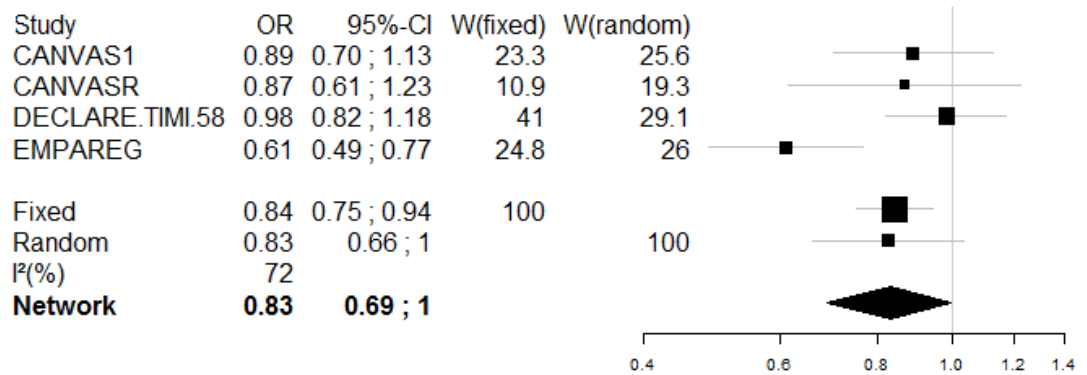 Study OR 95%-CI W(fixed) W(random)
CANVAS1 0.89 0.70 ; 1.13 23.3 25.6
CANVASR 0.87 0.61 ; 1.23 10.9 19.3
DECLARE.TIMI.58 0.98 0.82 ; 1.18 41 29.1
EMPAREG 0.61 0.49 ; 0.77 24.8 26
Fixed 0.84 0.75 ; 0.94 100
Random 0.83 0.66 ; 1 100
I²(%) 72
Network 0.83 0.69 ; 1
0.4 0.6 0.8 1.0 1.2 1.4